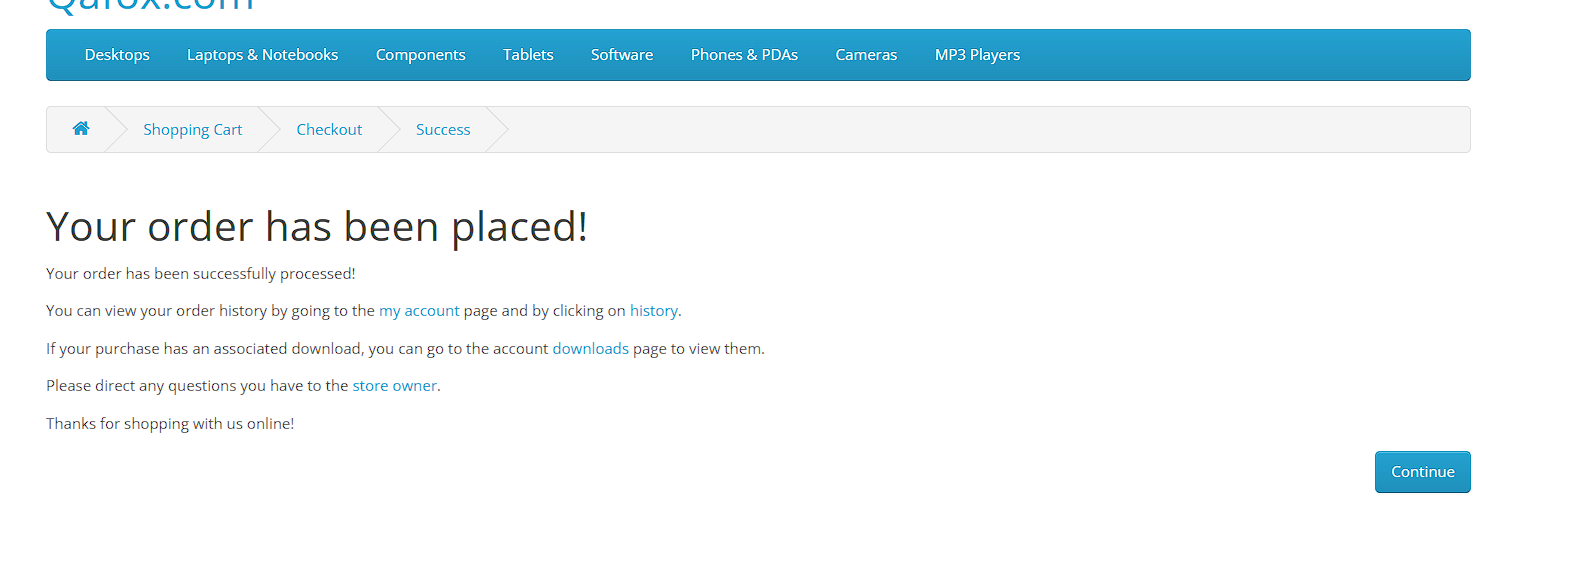 Qafox.com
Desktops Laptops & Notebooks Components Tablets Software Phones & PDAs Cameras MP3 Players
Shopping Cart Checkout Success
Your order has been placed!
Your order has been successfully processed!
You can view your order history by going to the my account page and by clicking on history.
If your purchase has an associated download, you can go to the account downloads page to view them.
Please direct any questions you have to the store owner.
Thanks for shopping with us online!
Continue